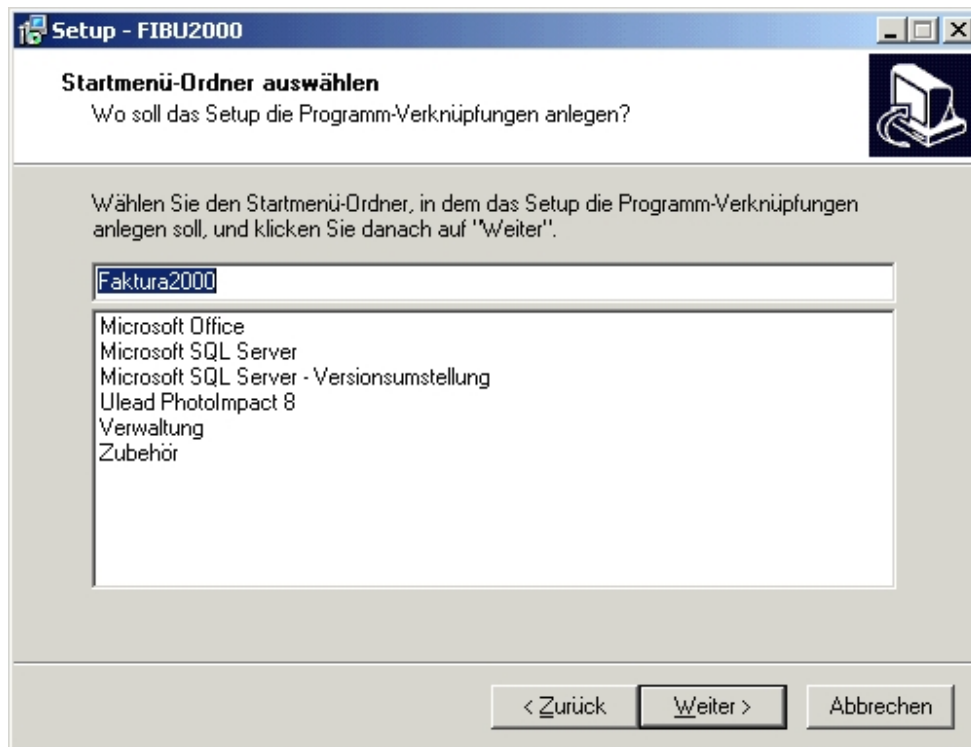 Setup - FIBU2000
Startmenü-Ordner auswählen
Wo soll das Setup die Programm-Verknüpfungen anlegen?
Wählen Sie den Startmenü-Ordner, in dem das Setup die Programm-Verknüpfungen
anlegen soll, und klicken Sie danach auf "Weiter".
Faktura2000
Microsoft Office
Microsoft SQL Server
Microsoft SQL Server - Versionsumstellung
Ulead PhotoImpact 8
Verwaltung
Zubehör
< Zurück
Weiter >
Abbrechen